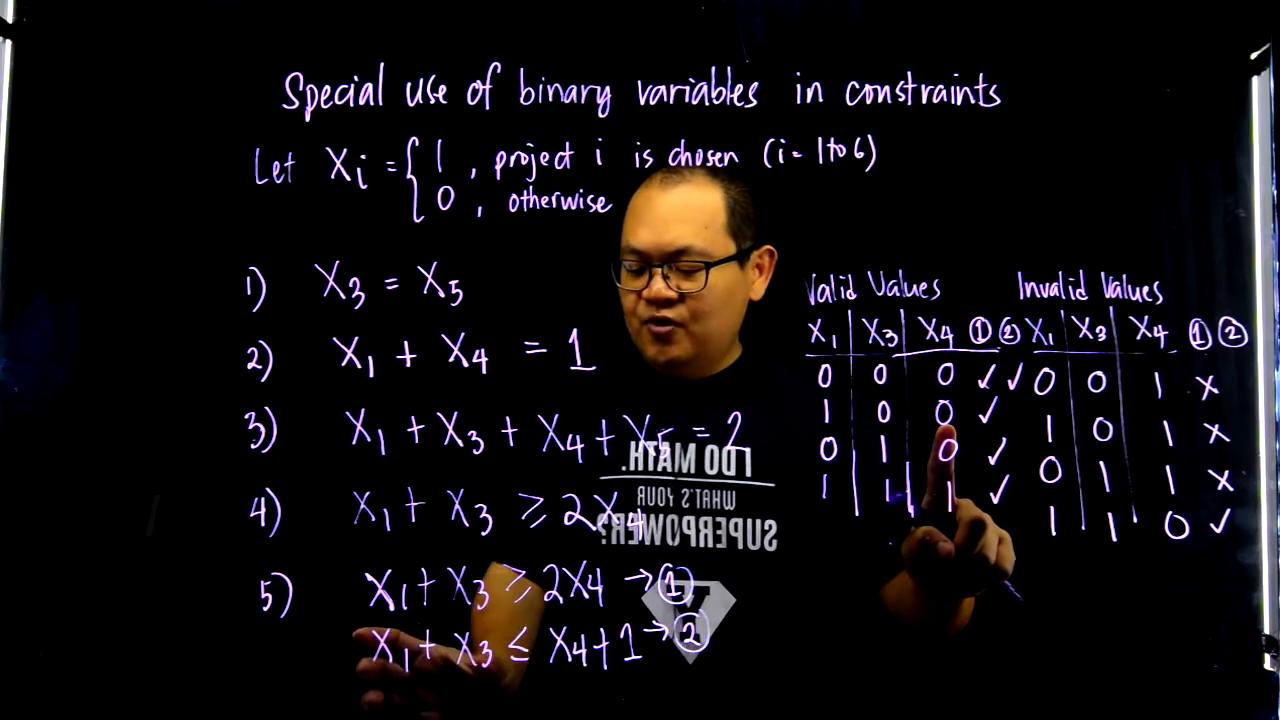 Special use of binary variables in constraints
Let Xi = { 1 , project i is chosen (i = 1 to 6)
0 , otherwise
1) X3 = X5
2) X1 + X4 = 1
3) X1 + X3 + X4 + X5 = 2
4) X1 + X3 ≥ 2X4
5) X1 + X3 ≥ 2X4 → ①
X1 + X3 ≤ X4 + 1 → ②
Valid Values
X1 X3 X4 ① ②
0 0 0 ✓ ✓
1 0 0 ✓
0 1 0 ✓
1 1 1 ✓
Invalid Values
X1 X3 X4 ① ②
0 0 1 x
1 0 1 x
0 1 1 x
1 1 0 ✓
I DO MATH.
WHAT'S YOUR
SUPERPOWER?